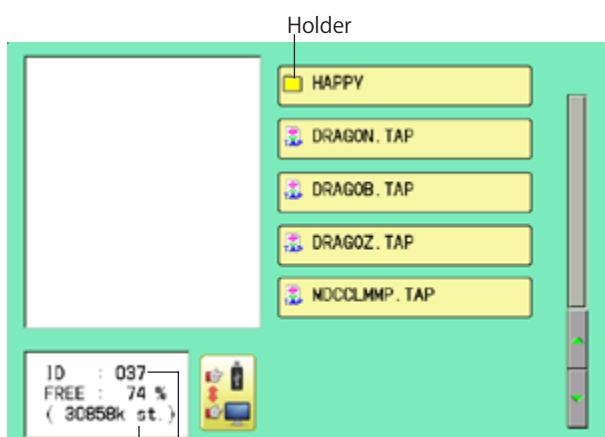 Holder
HAPPY
DRAGON.TAP
DRAGOB.TAP
DRAGOZ.TAP
MDCCLMMP.TAP
ID : 037
FREE : 74 %
( 30858k st.)